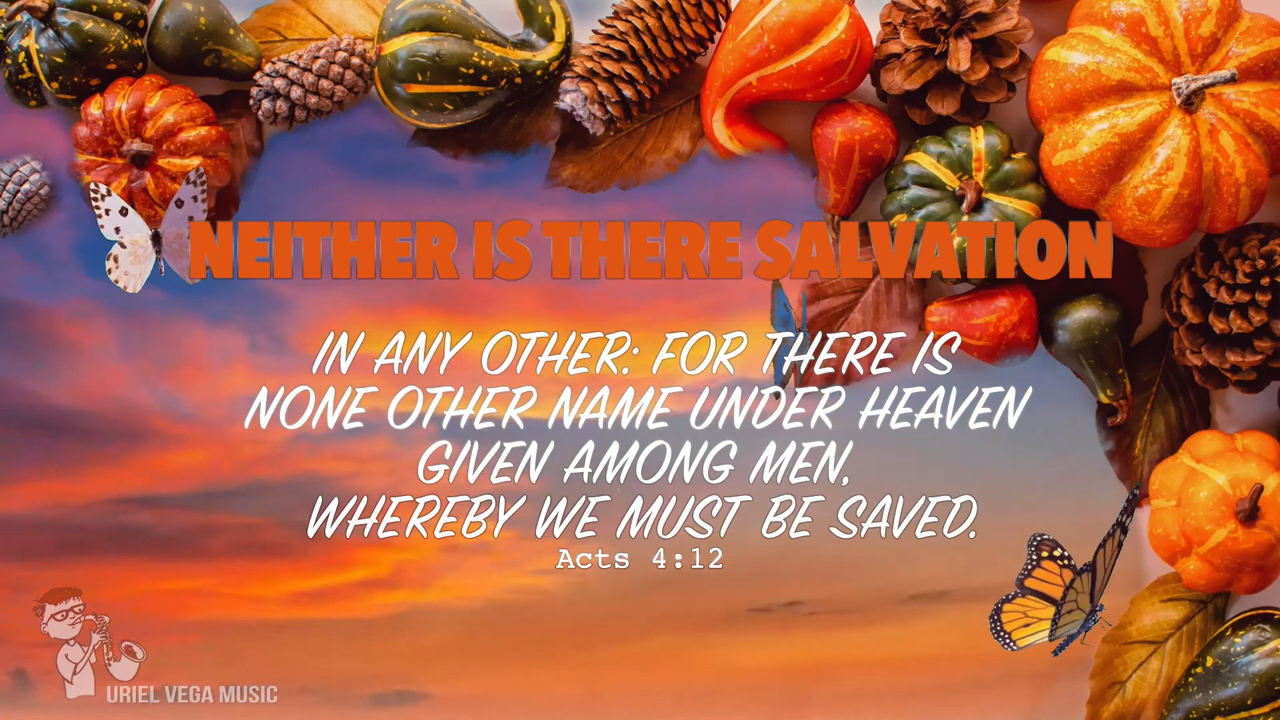 NEITHER IS THERE SALVATION
IN ANY OTHER: FOR THERE IS
NONE OTHER NAME UNDER HEAVEN
GIVEN AMONG MEN,
WHEREBY WE MUST BE SAVED.
Acts 4:12
URIEL VEGA MUSIC